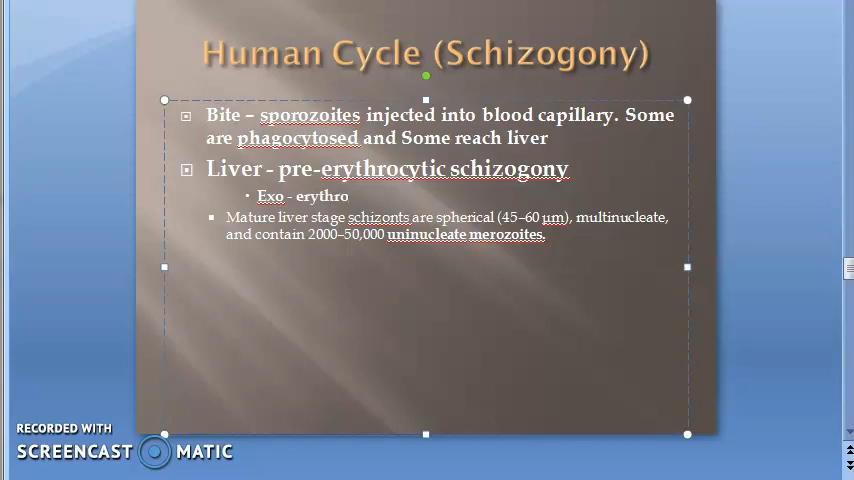 Human Cycle (Schizogony)
Bite – sporozoites injected into blood capillary. Some
are phagocytosed and Some reach liver
Liver - pre-erythrocytic schizogony
Exo - erythro
Mature liver stage schizonts are spherical (45–60 µm), multinucleate,
and contain 2000–50,000 uninucleate merozoites.
RECORDED WITH
SCREENCAST MATIC